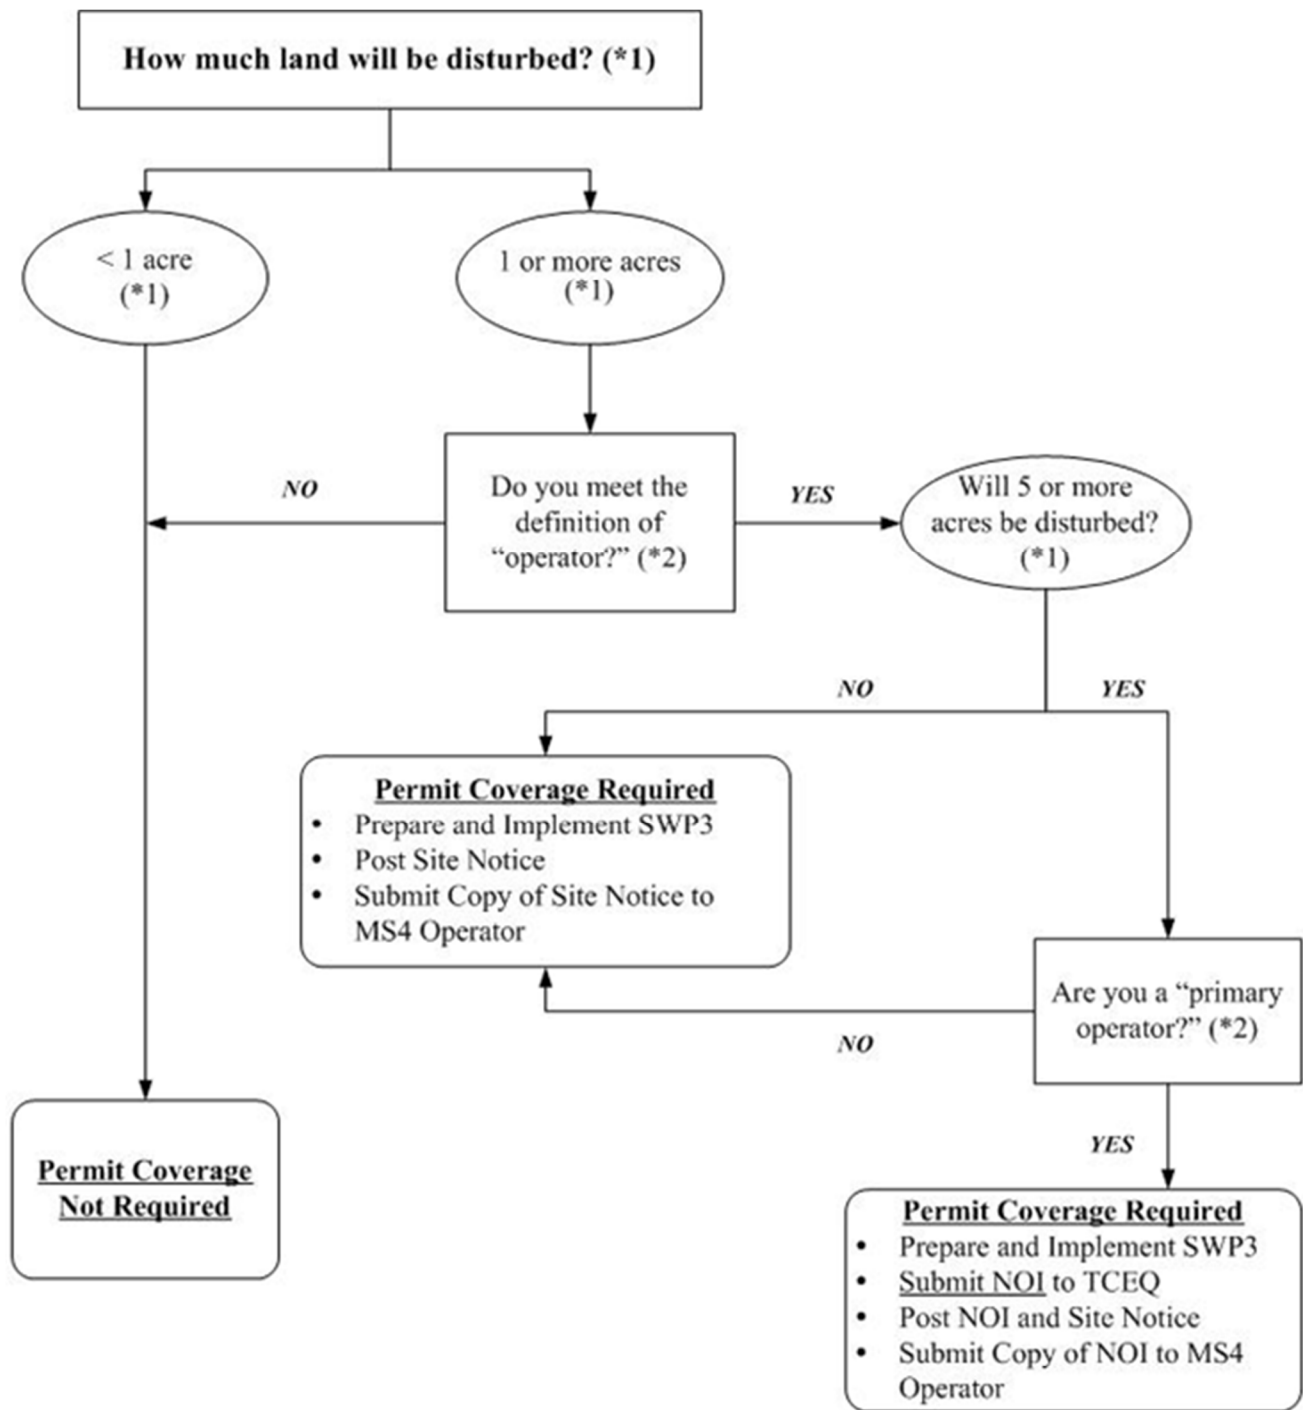 How much land will be disturbed? (*1)
< 1 acre
(*1)
1 or more acres
(*1)
NO
Do you meet the
definition of
“operator?” (*2)
YES
Will 5 or more
acres be disturbed?
(*1)
NO
YES
Permit Coverage Required
• Prepare and Implement SWP3
• Post Site Notice
• Submit Copy of Site Notice to
MS4 Operator
Are you a “primary
operator?” (*2)
NO
YES
Permit Coverage
Not Required
Permit Coverage Required
• Prepare and Implement SWP3
• Submit NOI to TCEQ
• Post NOI and Site Notice
• Submit Copy of NOI to MS4
Operator